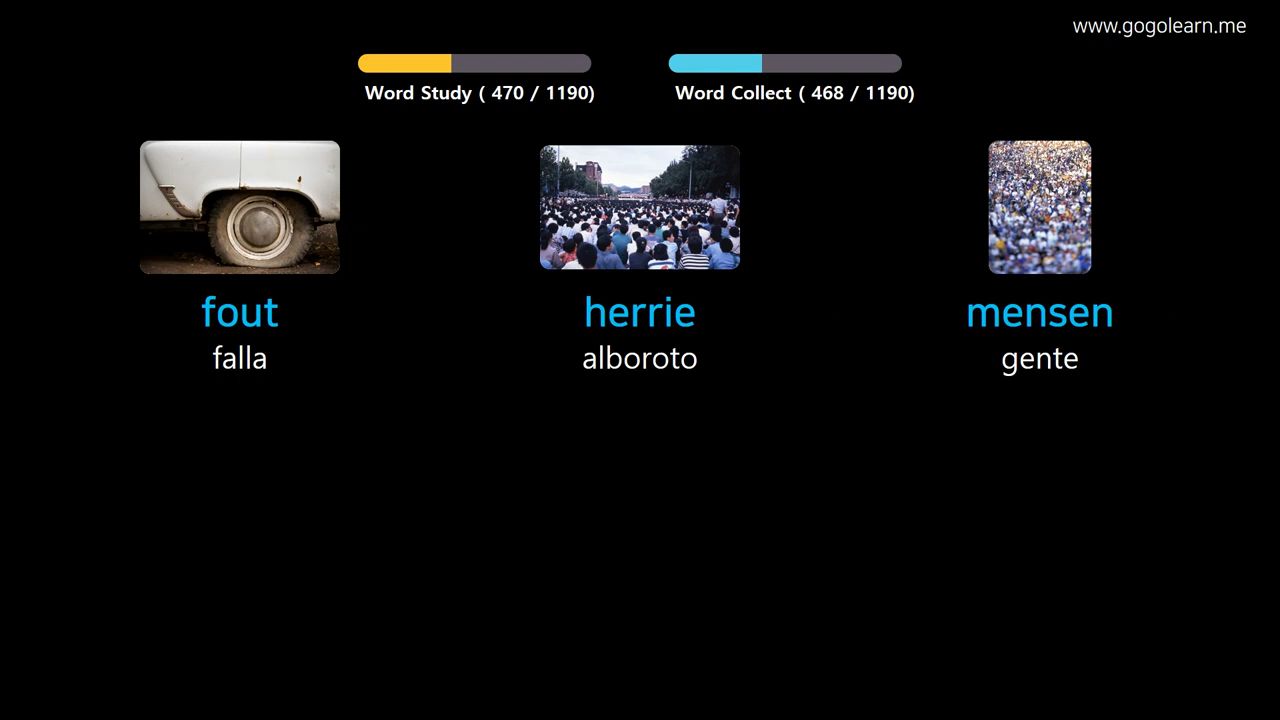 www.gogolearn.me
Word Study ( 470 / 1190)
Word Collect ( 468 / 1190)
fout
falla
herrie
alboroto
mensen
gente